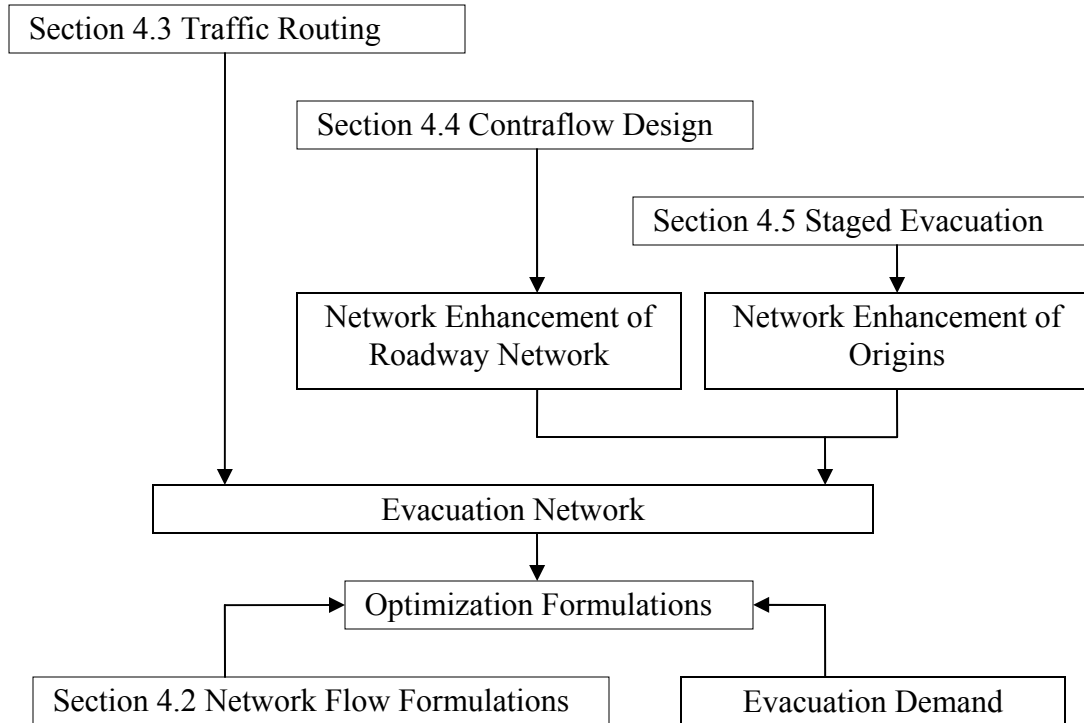 Section 4.3 Traffic Routing
Section 4.4 Contraflow Design
Section 4.5 Staged Evacuation
Network Enhancement of
Roadway Network
Network Enhancement of
Origins
Evacuation Network
Optimization Formulations
Section 4.2 Network Flow Formulations
Evacuation Demand